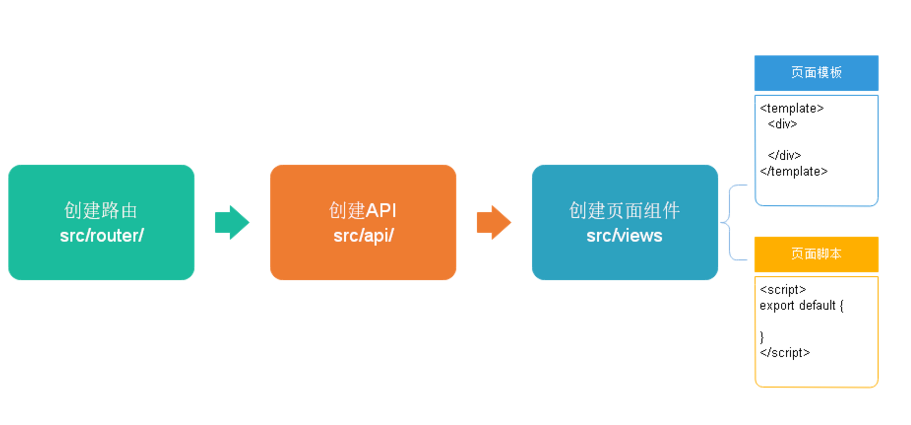 创建路由
src/router/
创建API
src/api/
创建页面组件
src/views
页面模板
<template>
<div>
</div>
</template>
页面脚本
<script>
export default {
}
</script>